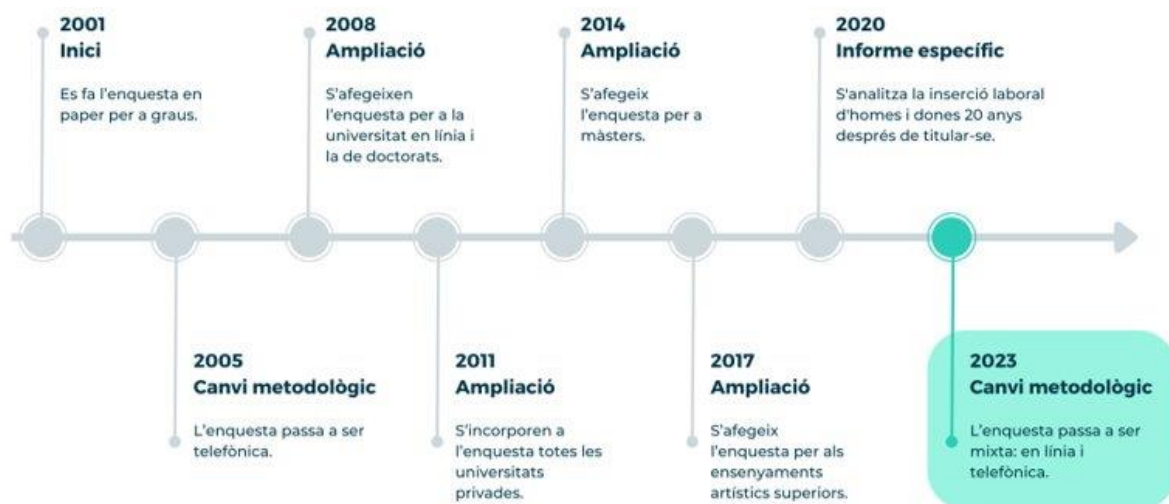 2001
Inici
Es fa l'enquesta en
paper per a graus.
2008
Ampliació
S'afegeixen
l'enquesta per a la
universitat en línia i
la de doctorats.
2014
Ampliació
S'afegeix
l'enquesta per a
màsters.
2020
Informe específic
S'analitza la inserció laboral
d'homes i dones 20 anys
després de titular-se.
2005
Canvi metodològic
L'enquesta passa a ser
telefònica.
2011
Ampliació
S'incorporen a
l'enquesta totes les
universitats
privades.
2017
Ampliació
S'afegeix
l'enquesta per als
ensenyaments
artístics superiors.
2023
Canvi metodològic
L'enquesta passa a ser
mixta: en línia i
telefònica.